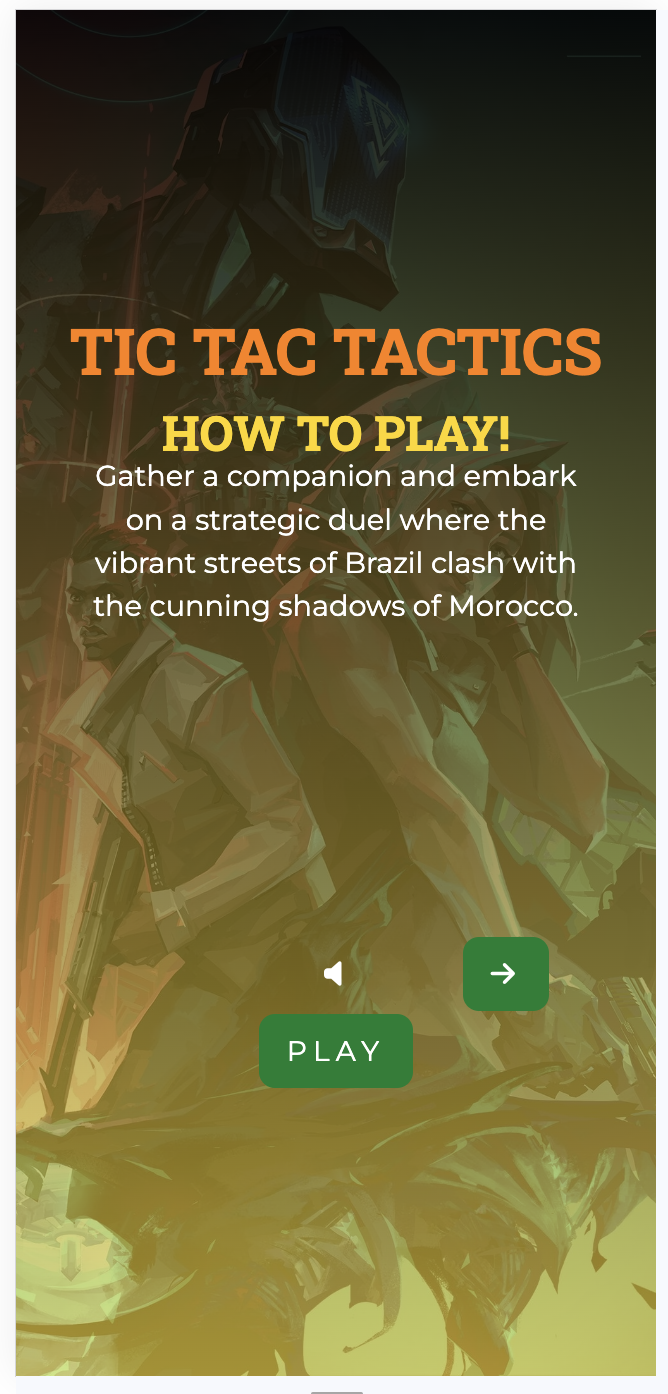 TIC TAC TACTICS
HOW TO PLAY!
Gather a companion and embark
on a strategic duel where the
vibrant streets of Brazil clash with
the cunning shadows of Morocco.
PLAY